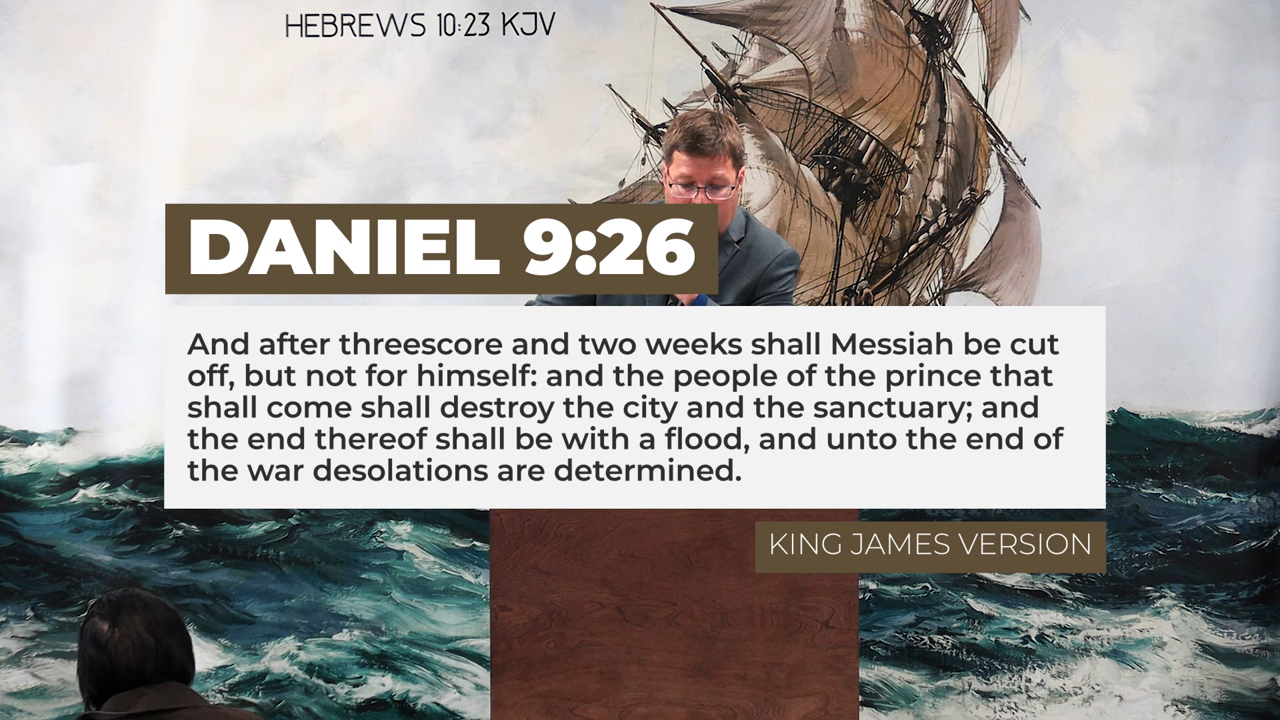 HEBREWS 10:23 KJV
DANIEL 9:26
And after threescore and two weeks shall Messiah be cut
off, but not for himself: and the people of the prince that
shall come shall destroy the city and the sanctuary; and
the end thereof shall be with a flood, and unto the end of
the war desolations are determined.
KING JAMES VERSION